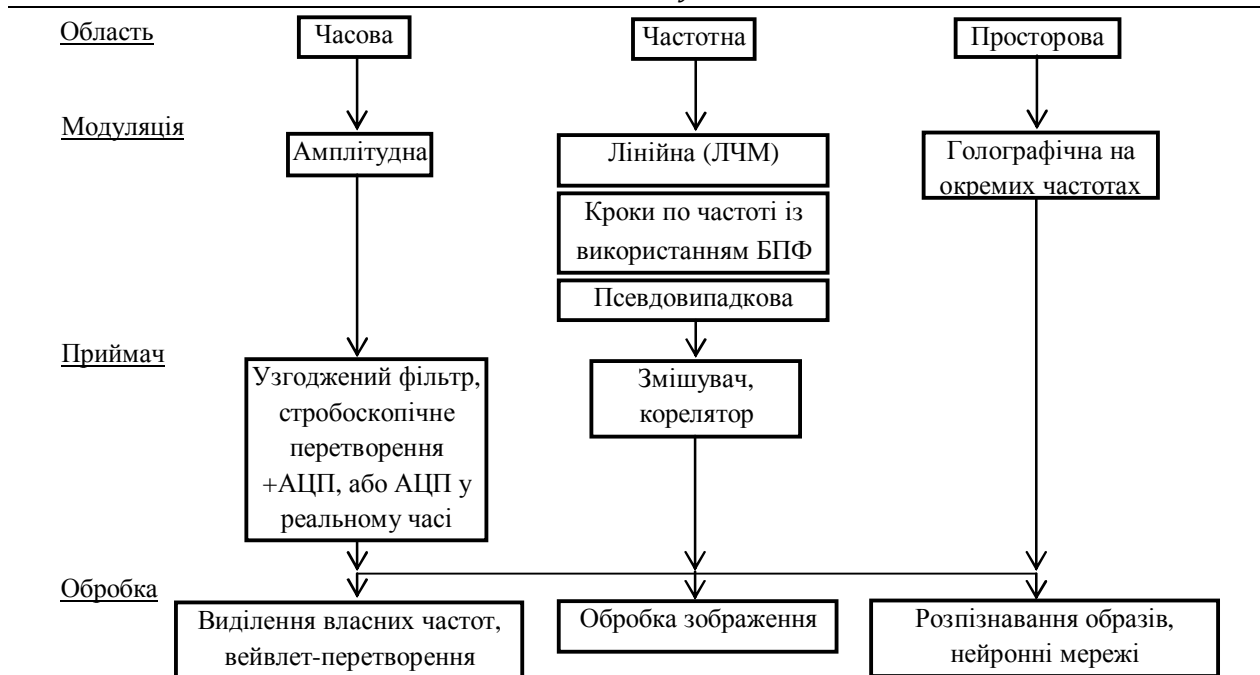 Область
Часова
Частотна
Просторова
Модуляція
Амплітудна
Лінійна (ЛЧМ)
Голографічна на
окремих частотах
Кроки по частоті із
використанням БПФ
Псевдовипадкова
Приймач
Узгоджений фільтр,
стробоскопічне
перетворення
+АЦП, або АЦП у
реальному часі
Змішувач,
корелятор
Обробка
Виділення власних частот,
вейвлет-перетворення
Обробка зображення
Розпізнавання образів,
нейронні мережі